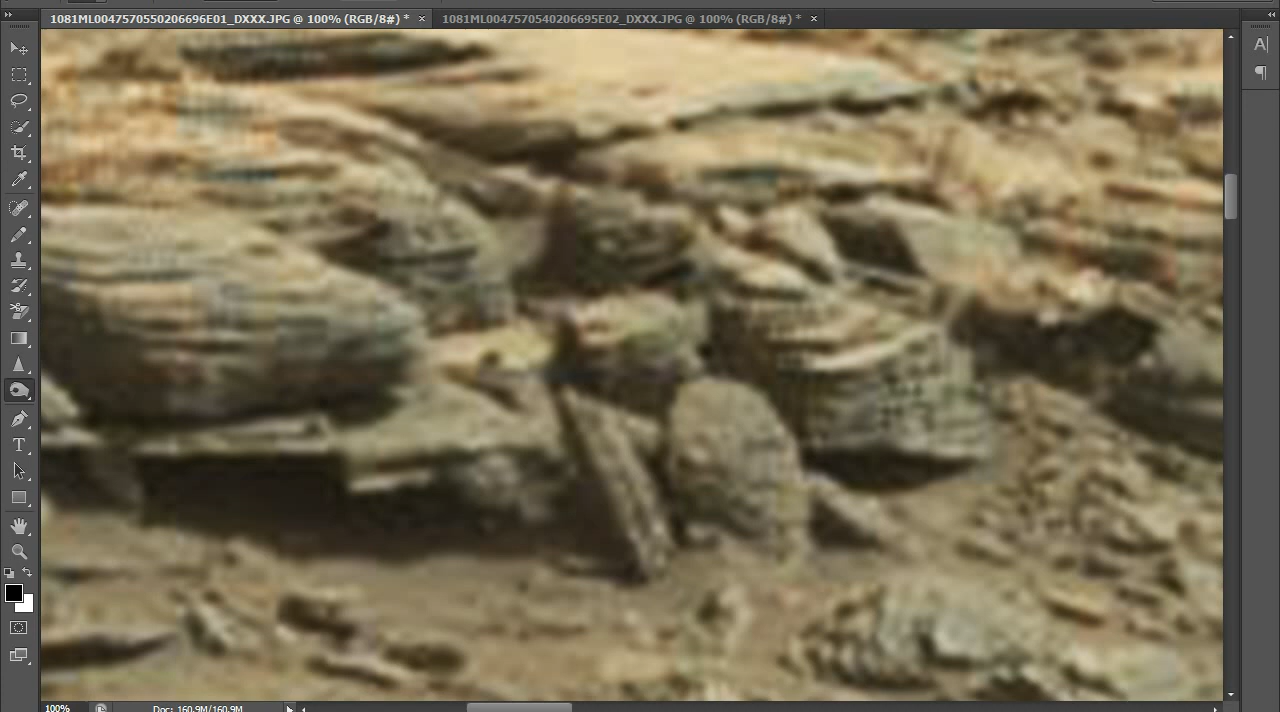 1081ML0047570550206696E01_DXXX.JPG @ 100% (RGB/8#) * ×
1081ML0047570540206695E02_DXXX.JPG @ 100% (RGB/8#) * ×
A
¶
T
100%
Doc: 160.9M/160.9M